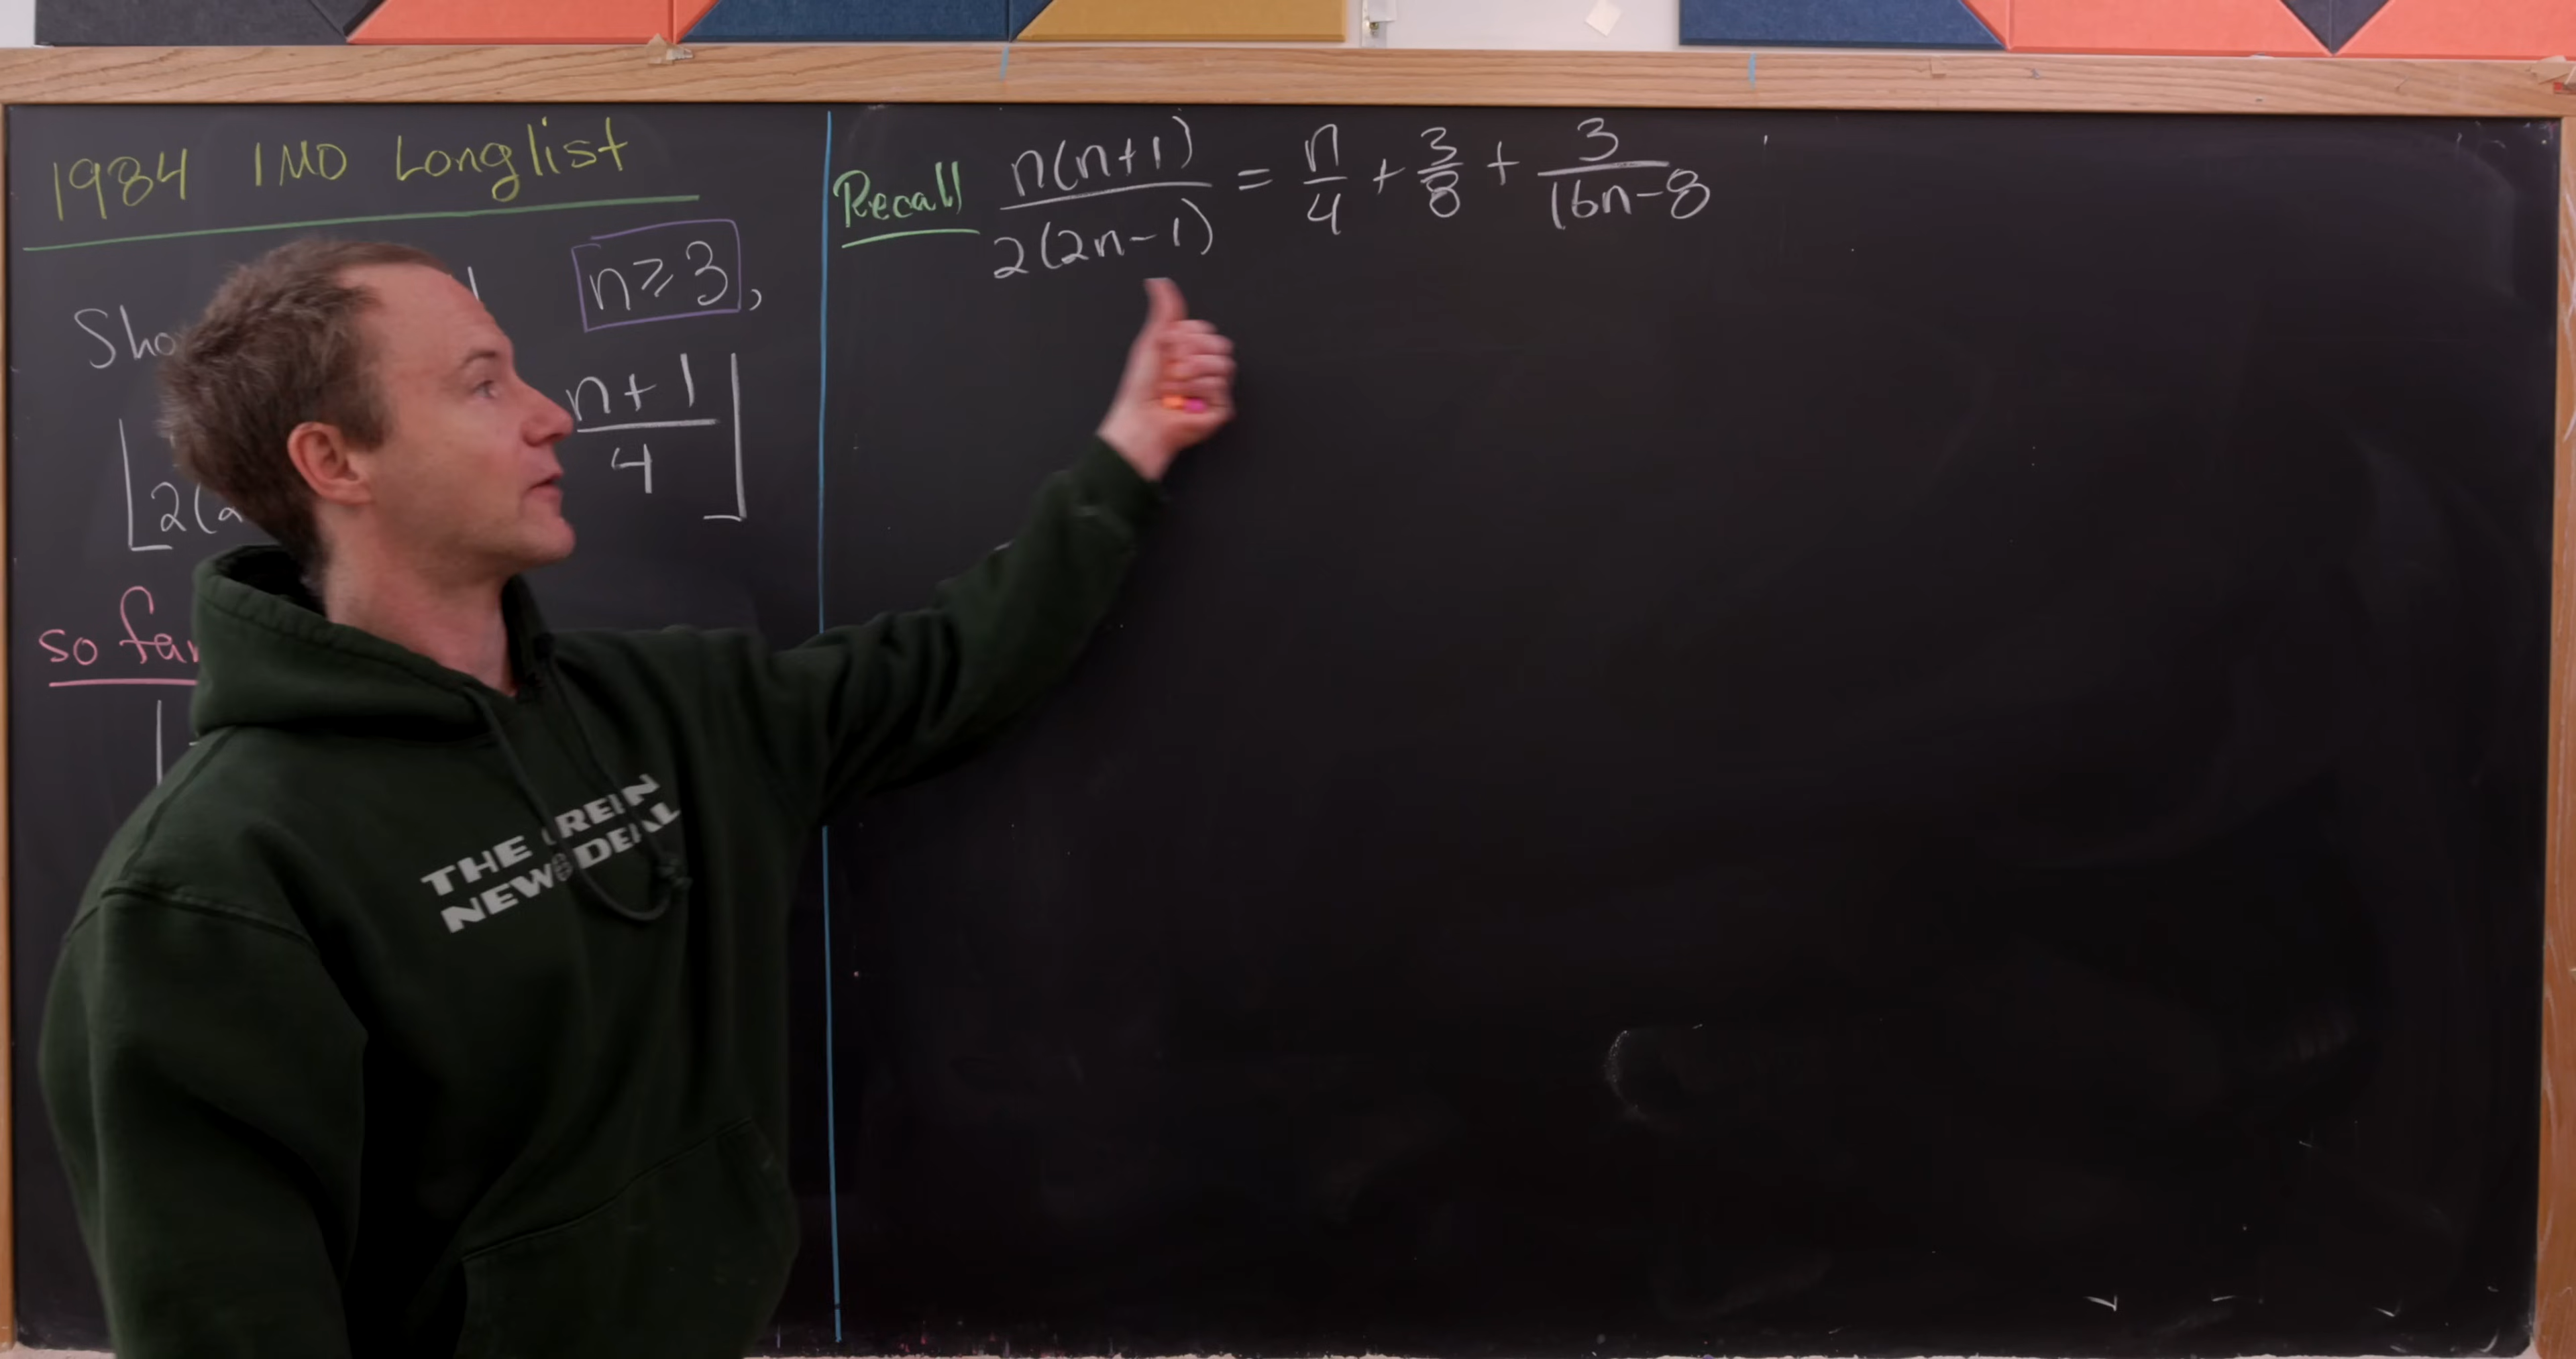 1984 IMO Longlist
n≥3,
n+1
4
2(2
so far
Recall n(n+1)/2(2n-1) = n/4 + 3/8 + 3/(16n-8)
THE GREEN
NEW DEAL